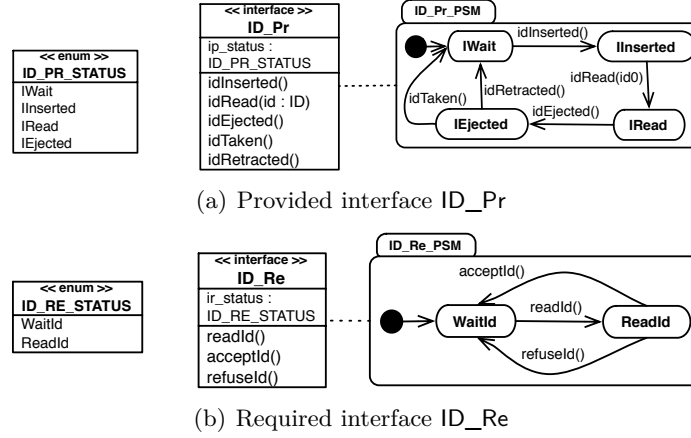 << enum >>
ID_PR_STATUS
IWait
IInserted
IRead
IEjected
<< interface >>
ID_Pr
ip_status :
ID_PR_STATUS
idInserted()
idRead(id : ID)
idEjected()
idTaken()
idRetracted()
ID_Pr_PSM
IWait
idInserted()
IInserted
idRead(id0)
idTaken()
idRetracted()
idEjected()
IEjected
IRead
(a) Provided interface ID_Pr
<< enum >>
ID_RE_STATUS
WaitId
ReadId
<< interface >>
ID_Re
ir_status :
ID_RE_STATUS
readId()
acceptId()
refuseId()
ID_Re_PSM
acceptId()
WaitId
readId()
ReadId
refuseId()
(b) Required interface ID_Re